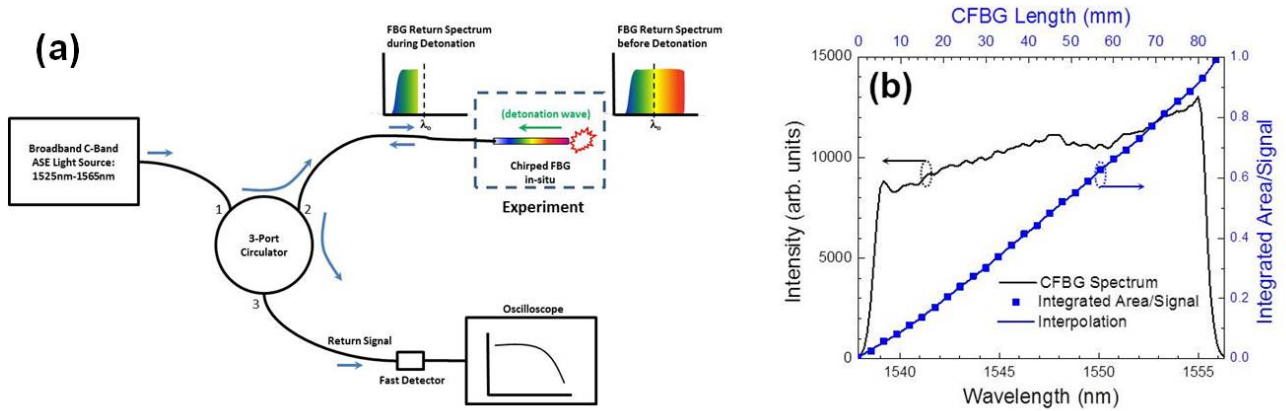 (a)
FBG Return Spectrum
during Detonation
λₒ
FBG Return Spectrum
before Detonation
λₒ
(detonation wave)
Chirped FBG
in-situ
Experiment
Broadband C-Band
ASE Light Source:
1525nm-1565nm
1
2
3-Port
Circulator
3
Return Signal
Fast Detector
Oscilloscope
(b)
CFBG Length (mm)
0 10 20 30 40 50 60 70 80
Intensity (arb. units)
15000
10000
5000
0
1.0
0.8
0.6
0.4
0.2
0.0
Integrated Area/Signal
CFBG Spectrum
Integrated Area/Signal
Interpolation
1540 1545 1550 1555
Wavelength (nm)